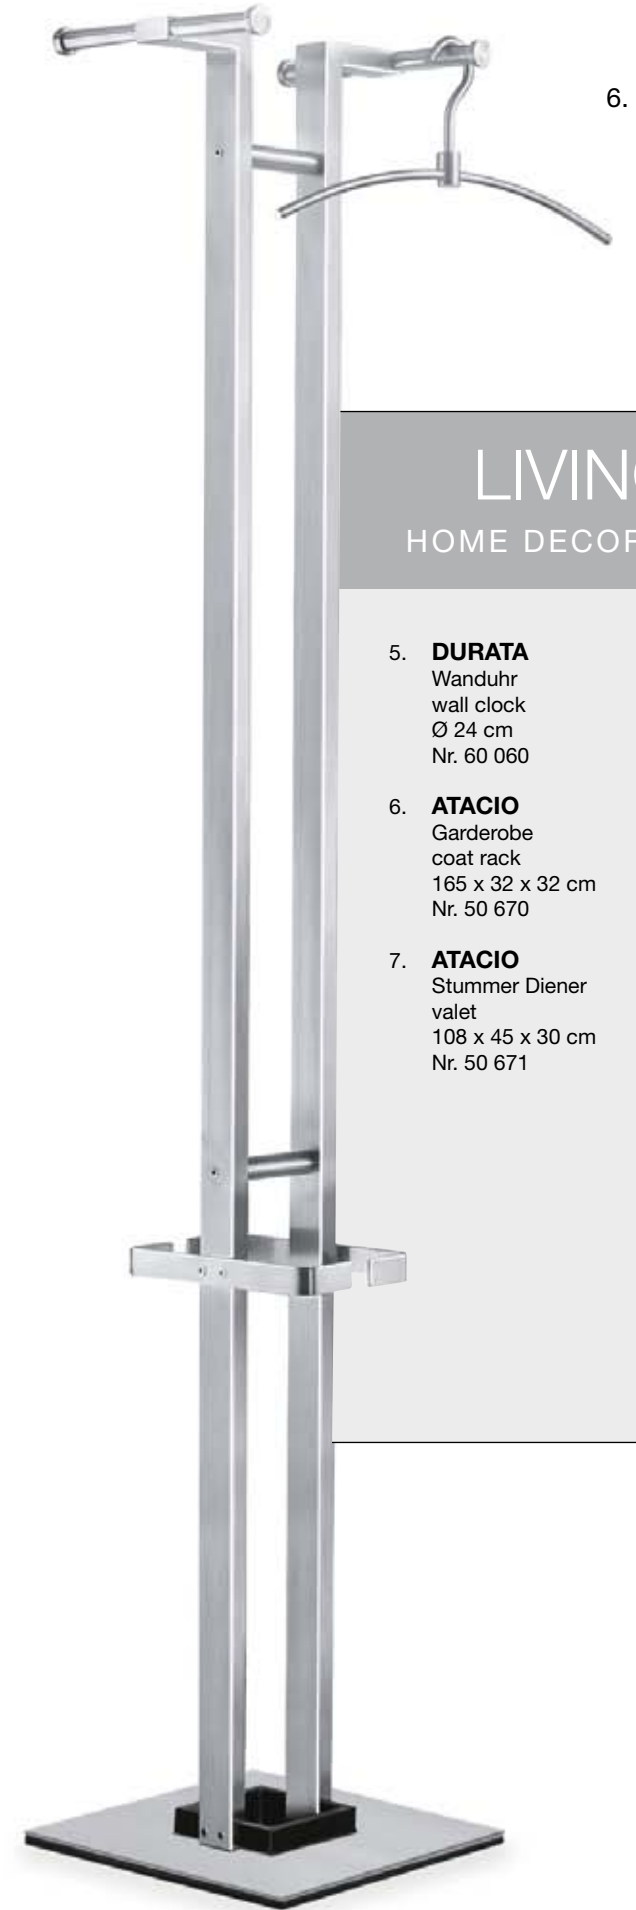 6.
LIVIN
HOME DECOR
5. DURATA
Wanduhr
wall clock
Ø 24 cm
Nr. 60 060
6. ATACIO
Garderobe
coat rack
165 x 32 x 32 cm
Nr. 50 670
7. ATACIO
Stummer Diener
valet
108 x 45 x 30 cm
Nr. 50 671